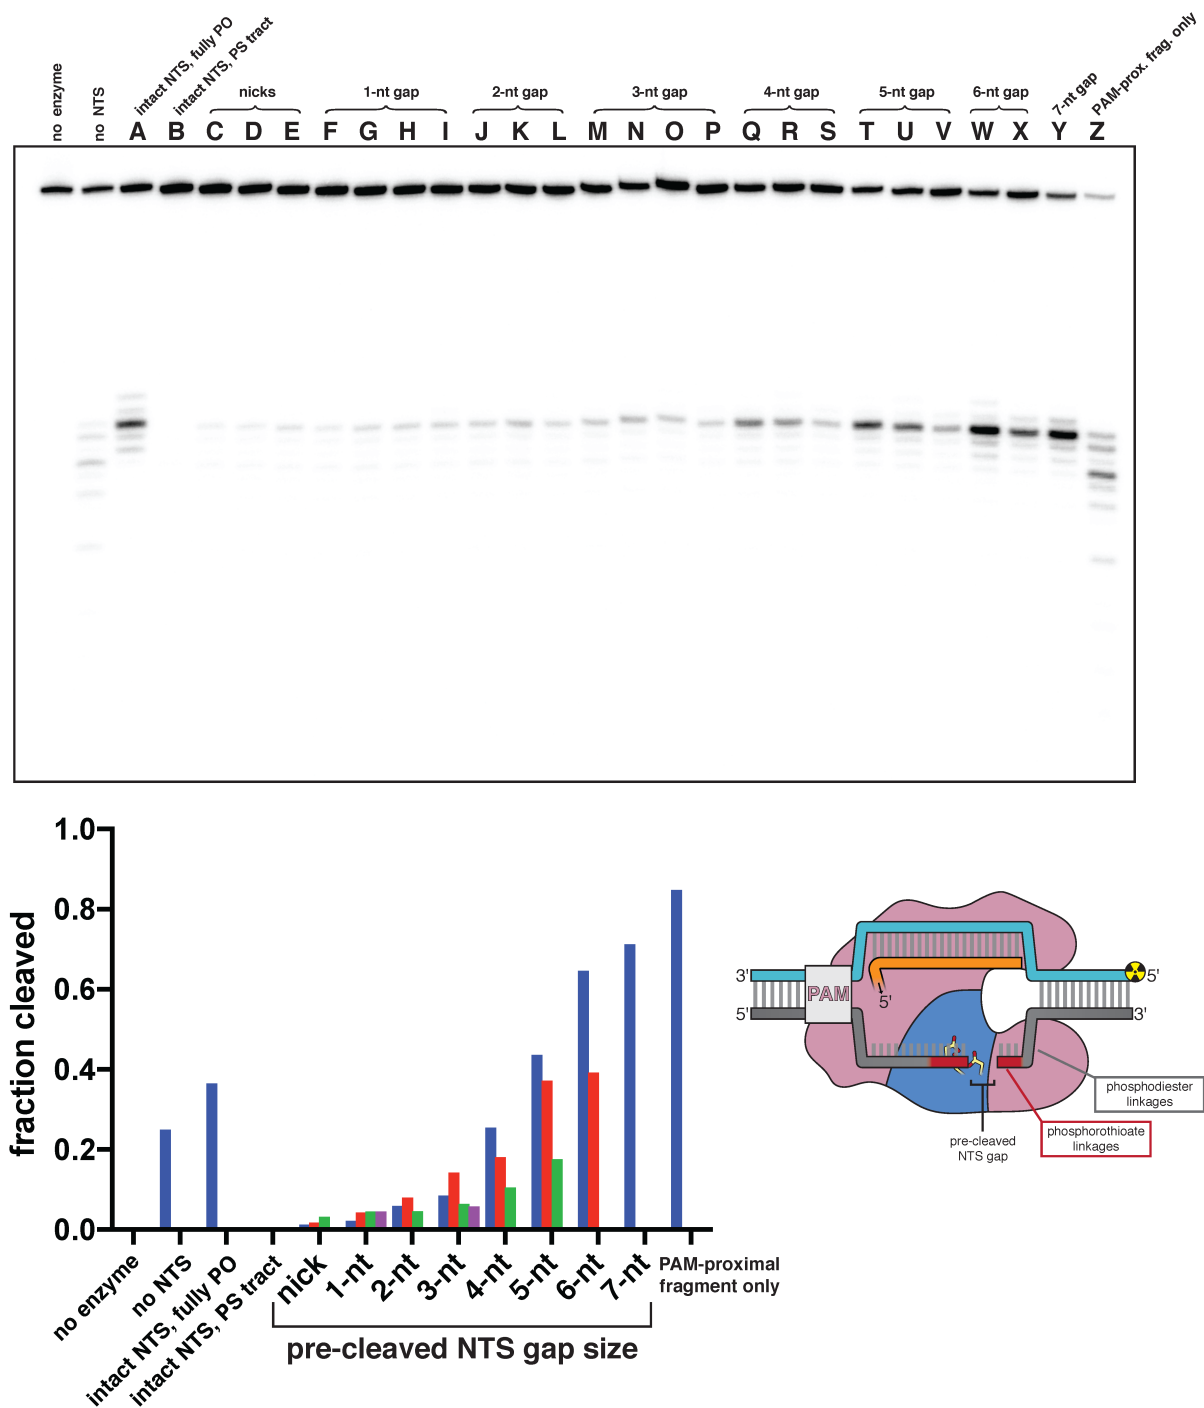 no enzyme
no NTS
intact NTS, fully PO
intact NTS, PS tract
nicks
1-nt gap
2-nt gap
3-nt gap
4-nt gap
5-nt gap
6-nt gap
7-nt gap
PAM-prox. frag. only
A B C D E F G H I J K L M N O P Q R S T U V W X Y Z
fraction cleaved
1.0
0.8
0.6
0.4
0.2
0.0
no enzyme
no NTS
intact NTS, fully PO
intact NTS, PS tract
nick
1-nt
2-nt
3-nt
4-nt
5-nt
6-nt
7-nt
PAM-proximal
fragment only
pre-cleaved NTS gap size
3'
5'
PAM
5'
5'
3'
phosphodiester
linkages
phosphorothioate
linkages
pre-cleaved
NTS gap